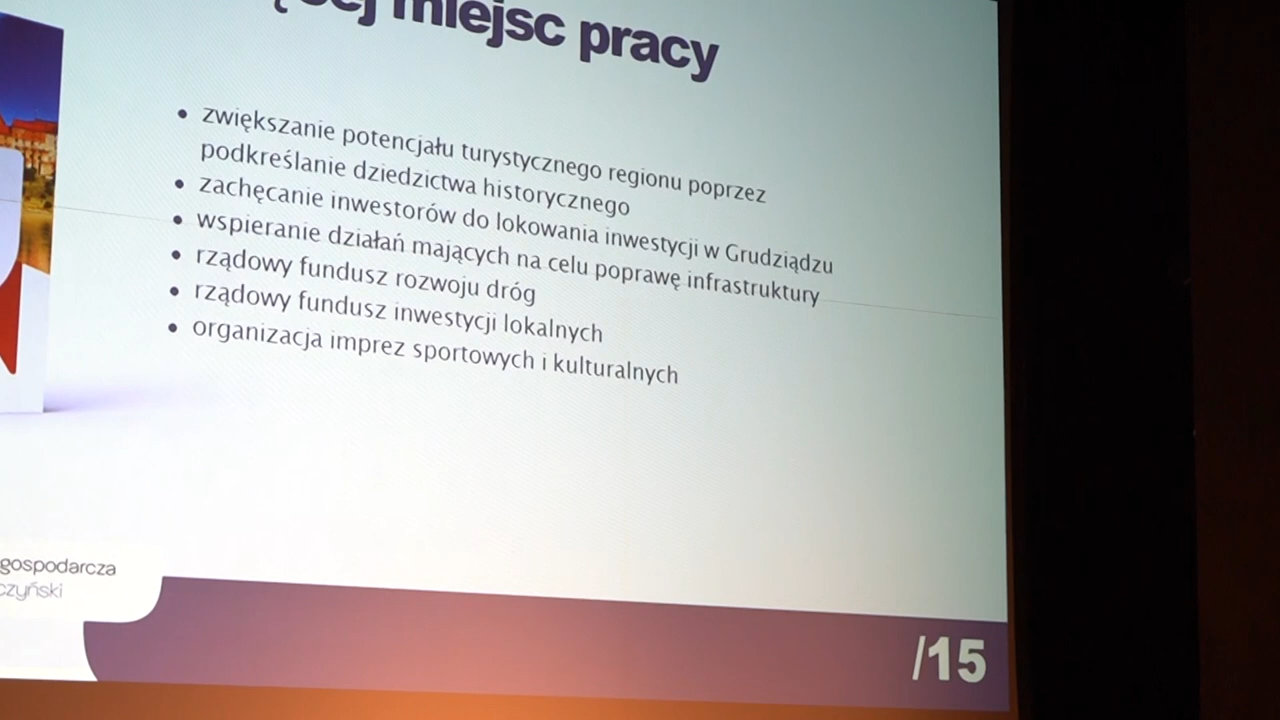 miejsc pracy
• zwiększanie potencjału turystycznego regionu poprzez
podkreślanie dziedzictwa historycznego
• zachęcanie inwestorów do lokowania inwestycji w Grudziądzu
• wspieranie działań mających na celu poprawę infrastruktury
• rządowy fundusz rozwoju dróg
• rządowy fundusz inwestycji lokalnych
• organizacja imprez sportowych i kulturalnych
gospodarcza
/15